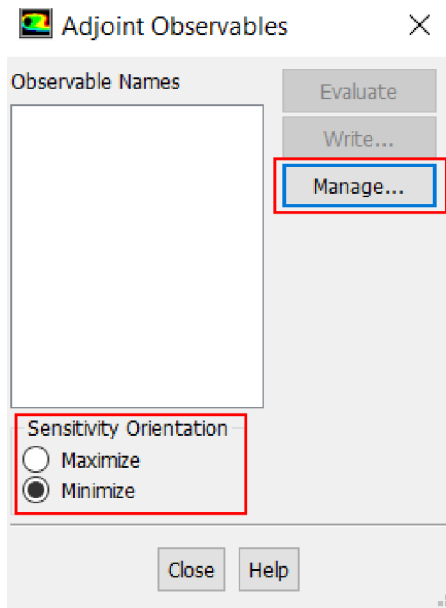 Adjoint Observables
Observable Names
Evaluate
Write...
Manage...
Sensitivity Orientation
Maximize
Minimize
Close
Help